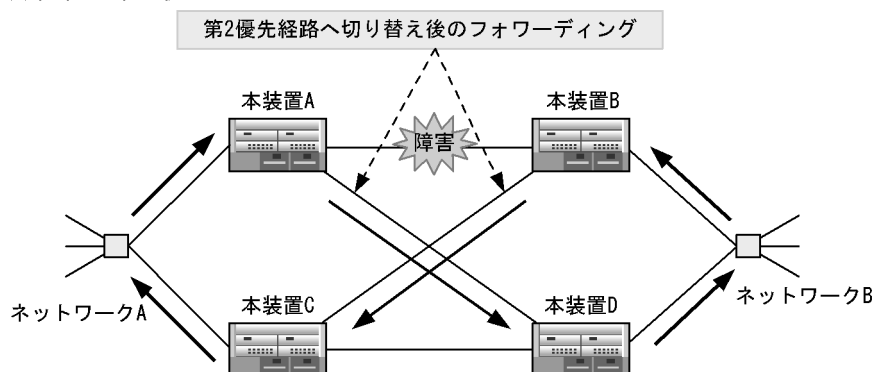 第2優先経路へ切り替え後のフォワーディング
本装置A
本装置B
障害
ネットワークA
本装置C
本装置D
ネットワークB